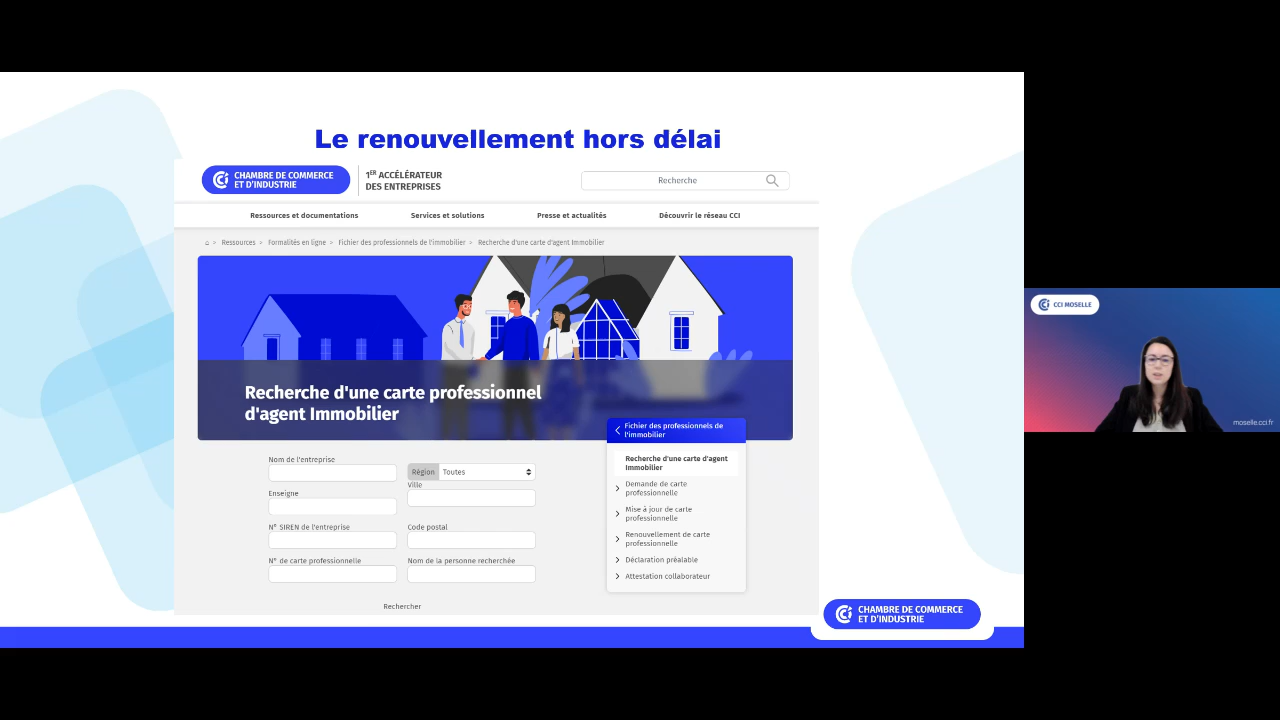 Le renouvellement hors délai
CHAMBRE DE COMMERCE
ET D'INDUSTRIE
1ER ACCÉLÉRATEUR
DES ENTREPRISES
Recherche
Ressources et documentations
Services et solutions
Presse et actualités
Découvrir le réseau CCI
> Ressources > Formalités en ligne > Fichier des professionnels de l'immobilier > Recherche d'une carte d'agent Immobilier
Recherche d'une carte professionnel
d'agent Immobilier
Nom de l'entreprise
Région
Toutes
Ville
Enseigne
N° SIREN de l'entreprise
Code postal
N° de carte professionnelle
Nom de la personne recherchée
Rechercher
Fichier des professionnels de
l'immobilier
Recherche d'une carte d'agent
Immobilier
Demande de carte
professionnelle
Mise à jour de carte
professionnelle
Renouvellement de carte
professionnelle
Déclaration préalable
Attestation collaborateur
CHAMBRE DE COMMERCE
ET D'INDUSTRIE
CCI MOSELLE
moselle.cci.fr